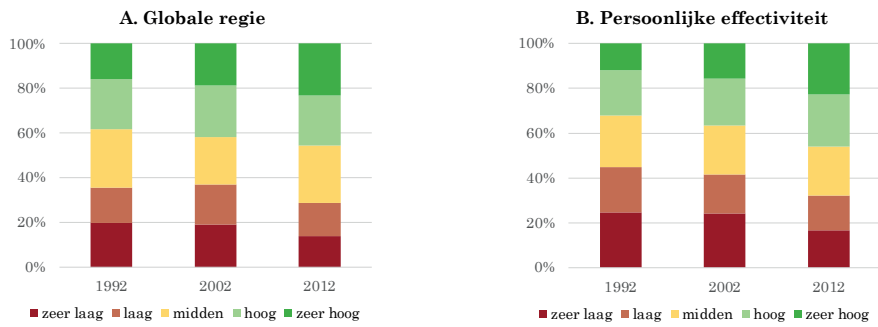 A. Globale regie
100%
80%
60%
40%
20%
0%
1992 2002 2012
zeer laag laag midden hoog zeer hoog
B. Persoonlijke effectiviteit
100%
80%
60%
40%
20%
0%
1992 2002 2012
zeer laag laag midden hoog zeer hoog